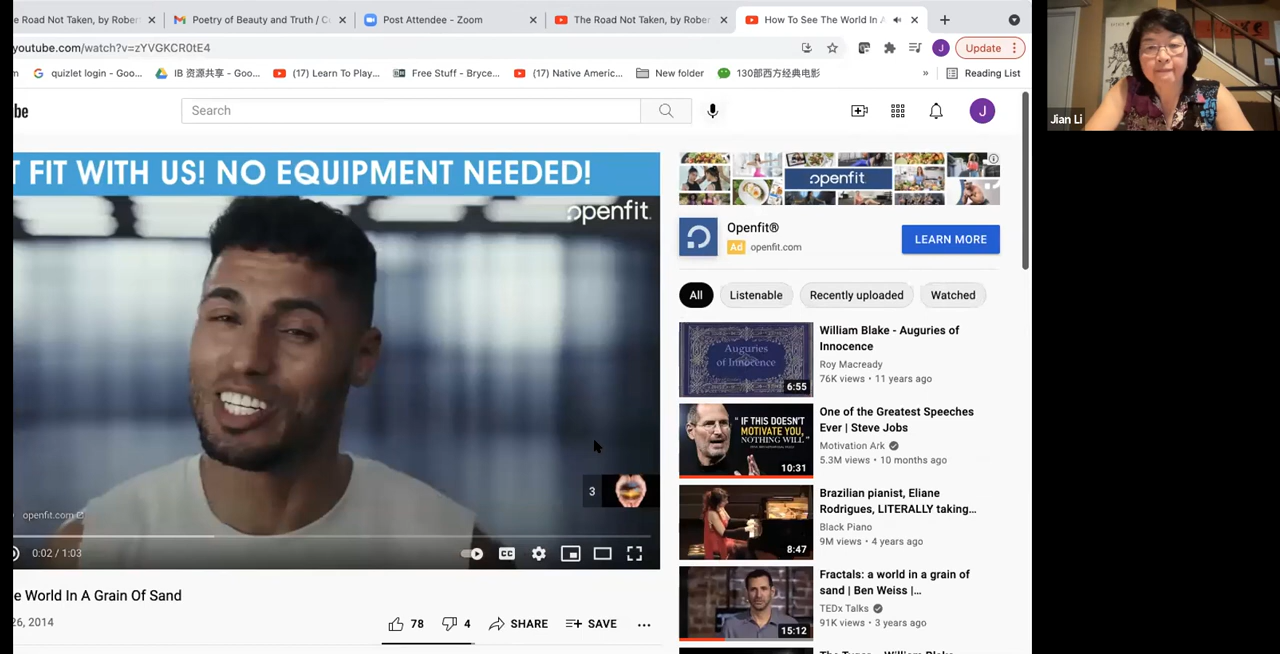 e Road Not Taken, by Rober
Poetry of Beauty and Truth / C
Post Attendee - Zoom
The Road Not Taken, by Rober
How To See The World In A
youtube.com/watch?v=zYVGKCR0tE4
J
Update
m
quizlet login - Goo...
IB 资源共享 - Goo...
(17) Learn To Play...
Free Stuff - Bryce...
(17) Native Americ...
New folder
130部西方经典电影
»
Reading List
be
Search
J
T FIT WITH US! NO EQUIPMENT NEEDED!
openfit.
openfit.com
3
0:02 / 1:03
CC
e World In A Grain Of Sand
26, 2014
78
4
SHARE
SAVE
openfit
Openfit®
Ad openfit.com
LEARN MORE
All
Listenable
Recently uploaded
Watched
Auguries
of Innocence
6:55
William Blake - Auguries of
Innocence
Roy Macready
76K views • 11 years ago
"IF THIS DOESN'T
MOTIVATE YOU,
NOTHING WILL"
10:31
One of the Greatest Speeches
Ever | Steve Jobs
Motivation Ark
5.3M views • 10 months ago
8:47
Brazilian pianist, Eliane
Rodrigues, LITERALLY taking...
Black Piano
9M views • 4 years ago
15:12
Fractals: a world in a grain of
sand | Ben Weiss |...
TEDx Talks
91K views • 3 years ago
Jian Li